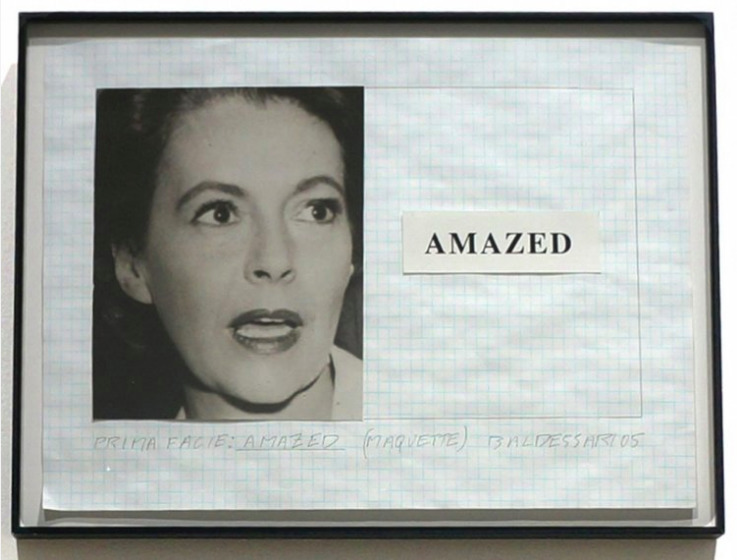 AMAZED
PRIMA FACIE: AMAZED (MAQUETTE) BALDESSARI 05